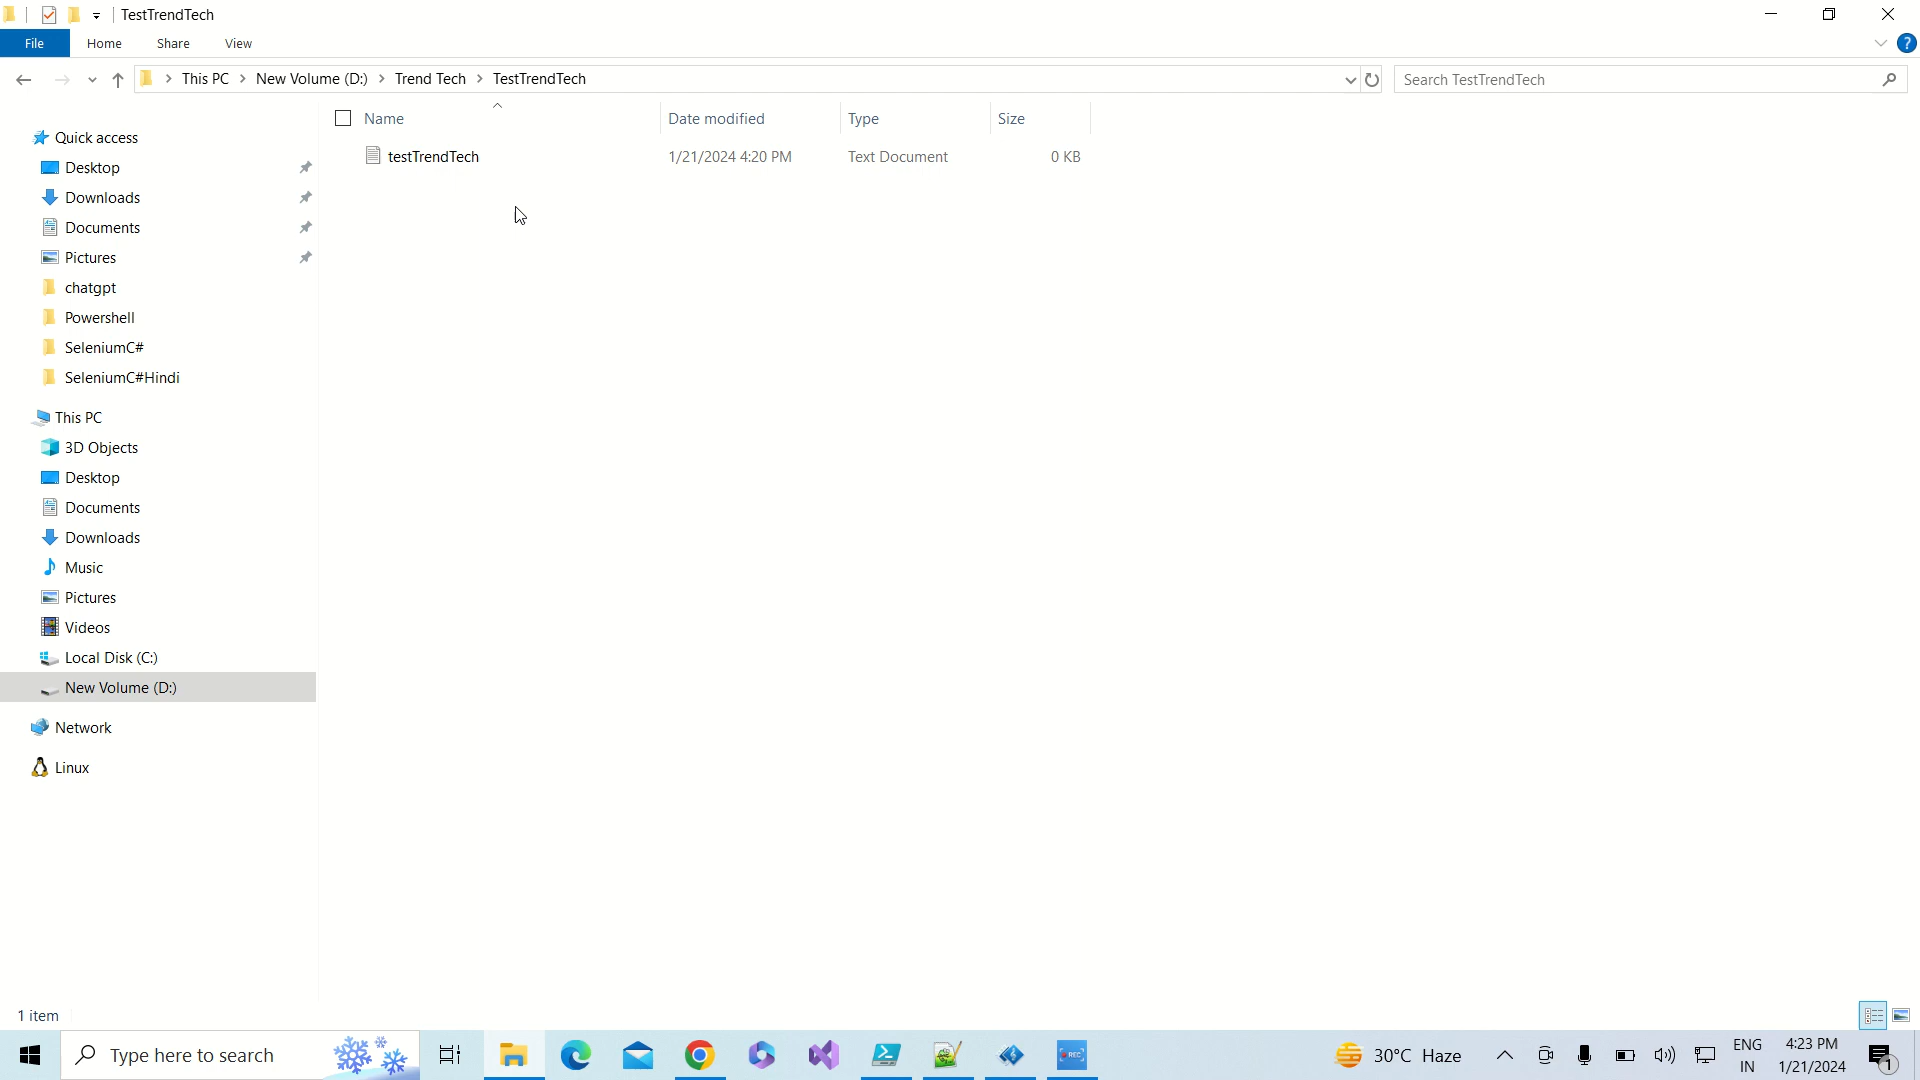 TestTrendTech
File Home Share View
This PC > New Volume (D:) > Trend Tech > TestTrendTech
Search TestTrendTech
Name Date modified Type Size
testTrendTech 1/21/2024 4:20 PM Text Document 0 KB
Quick access
Desktop
Downloads
Documents
Pictures
chatgpt
Powershell
SeleniumC#
SeleniumC#Hindi
This PC
3D Objects
Desktop
Documents
Downloads
Music
Pictures
Videos
Local Disk (C:)
New Volume (D:)
Network
Linux
1 item
Type here to search
REC
30°C Haze
ENG
IN
4:23 PM
1/21/2024
1